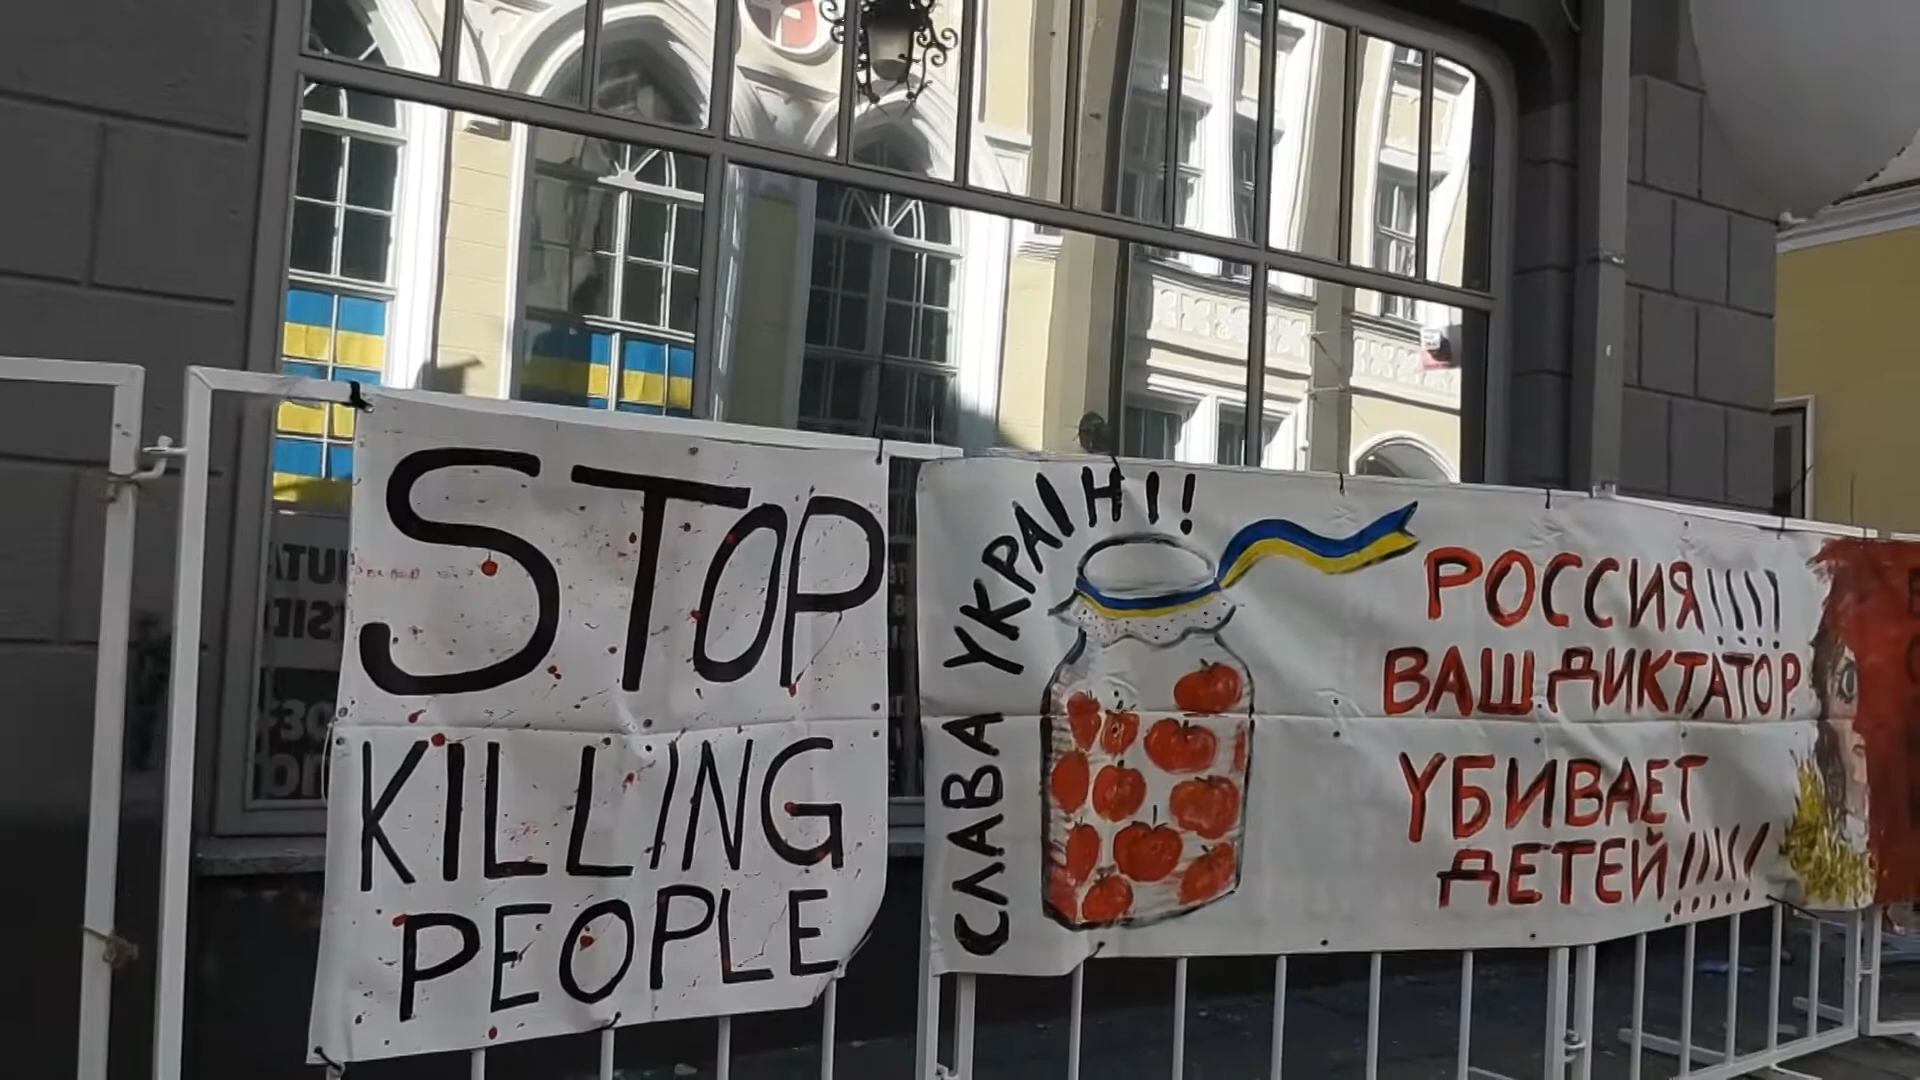 STOP
KILLING
PEOPLE
СЛАВА УКРАЇНІ!
РОССИЯ!!!!
ВАШ ДИКТАТОР
УБИВАЕТ
ДЕТЕЙ!!!!!